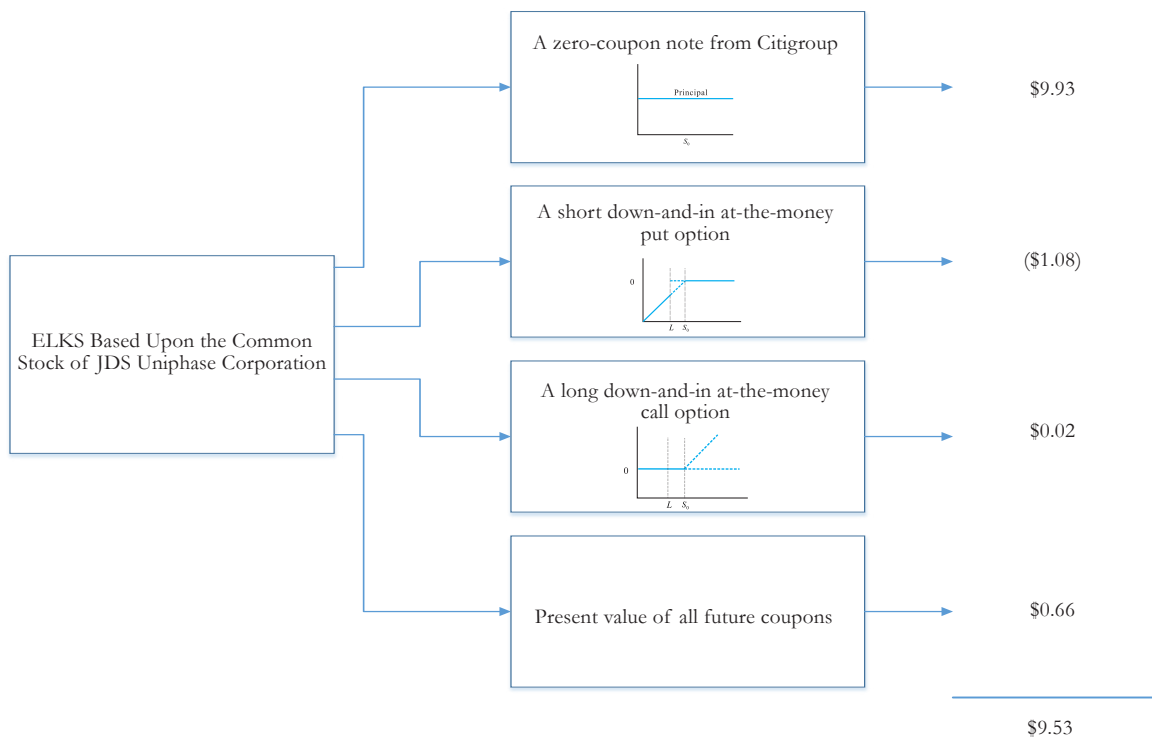 A zero-coupon note from Citigroup
Principal
S₀
$9.93
A short down-and-in at-the-money
put option
0
L S₀
($1.08)
ELKS Based Upon the Common
Stock of JDS Uniphase Corporation
A long down-and-in at-the-money
call option
0
L S₀
$0.02
Present value of all future coupons
$0.66
$9.53